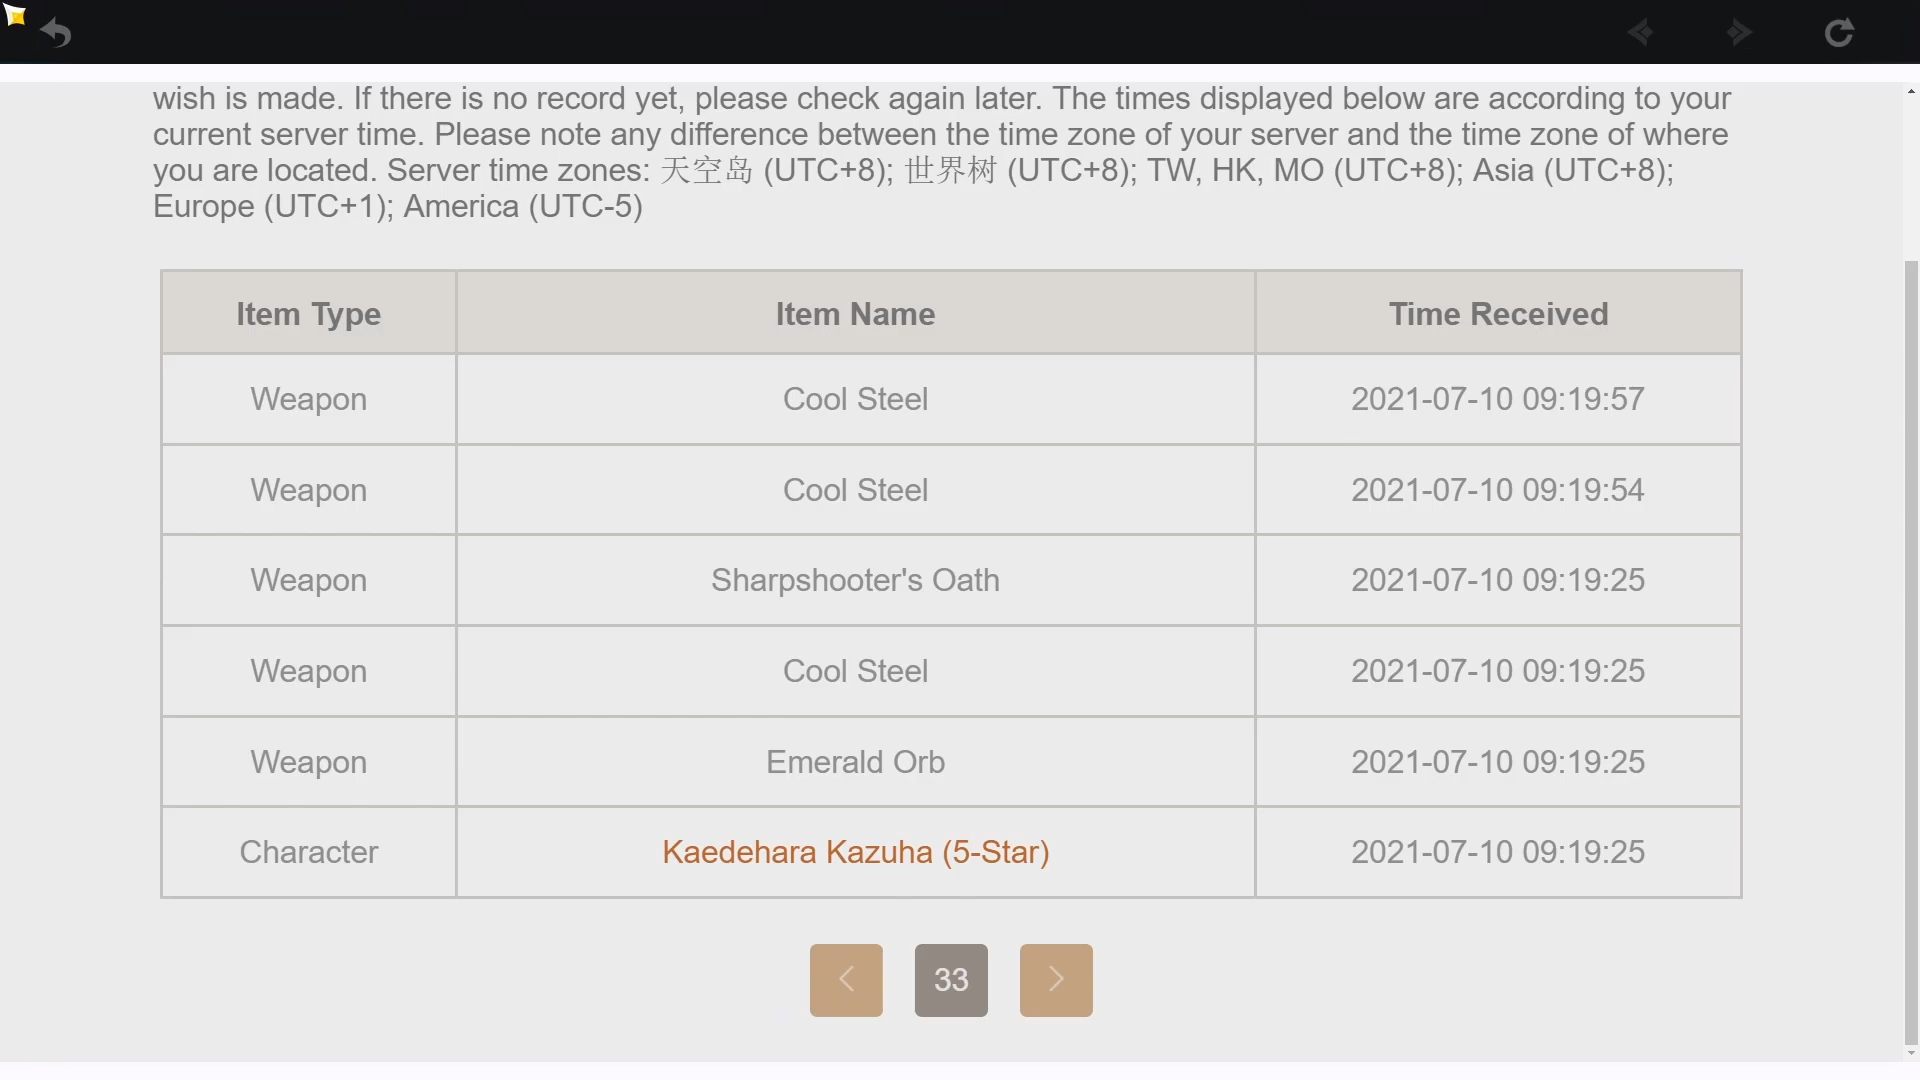 wish is made. If there is no record yet, please check again later. The times displayed below are according to your
current server time. Please note any difference between the time zone of your server and the time zone of where
you are located. Server time zones: 天空岛 (UTC+8); 世界树 (UTC+8); TW, HK, MO (UTC+8); Asia (UTC+8);
Europe (UTC+1); America (UTC-5)
Item Type Item Name Time Received
Weapon Cool Steel 2021-07-10 09:19:57
Weapon Cool Steel 2021-07-10 09:19:54
Weapon Sharpshooter's Oath 2021-07-10 09:19:25
Weapon Cool Steel 2021-07-10 09:19:25
Weapon Emerald Orb 2021-07-10 09:19:25
Character Kaedehara Kazuha (5-Star) 2021-07-10 09:19:25
33